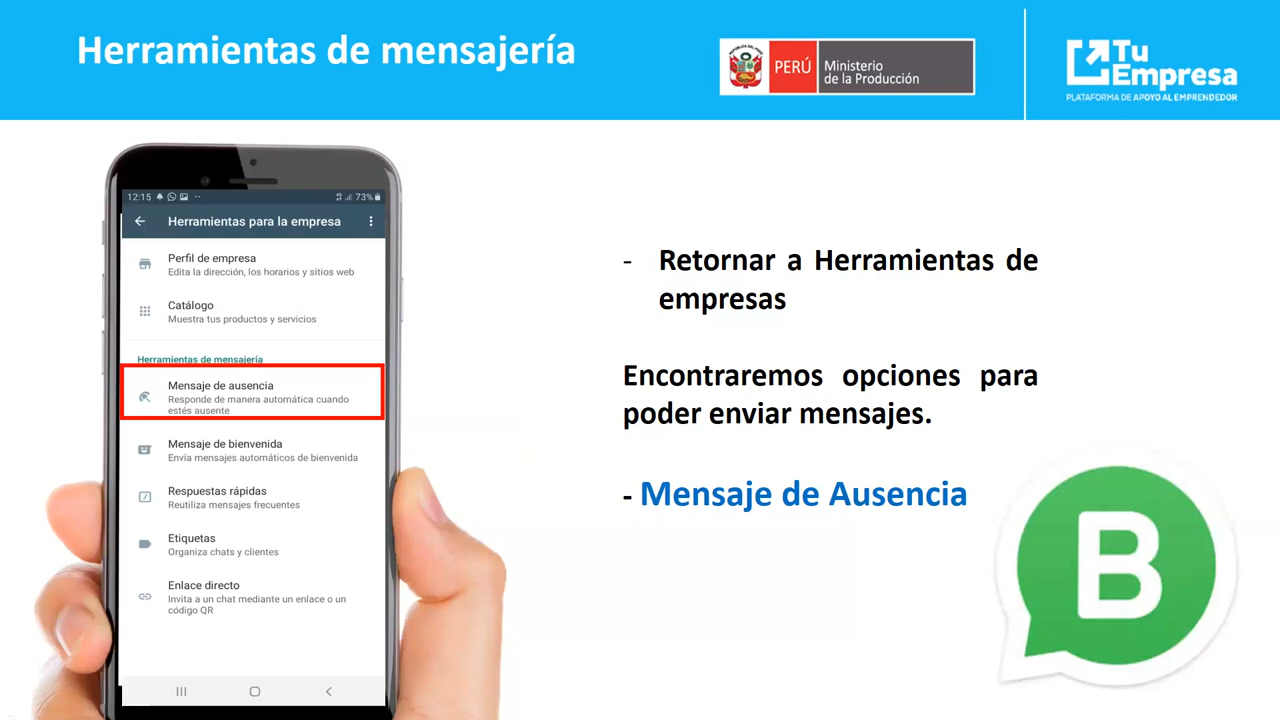 Herramientas de mensajería
PERÚ
Ministerio
de la Producción
Tu
Empresa
PLATAFORMA DE APOYO AL EMPRENDEDOR
12:15
73%
Herramientas para la empresa
Perfil de empresa
Edita la dirección, los horarios y sitios web
Catálogo
Muestra tus productos y servicios
Herramientas de mensajería
Mensaje de ausencia
Responde de manera automática cuando
estés ausente
Mensaje de bienvenida
Envía mensajes automáticos de bienvenida
Respuestas rápidas
Reutiliza mensajes frecuentes
Etiquetas
Organiza chats y clientes
Enlace directo
Invita a un chat mediante un enlace o un
código QR
- Retornar a Herramientas de
empresas
Encontraremos opciones para
poder enviar mensajes.
- Mensaje de Ausencia
B